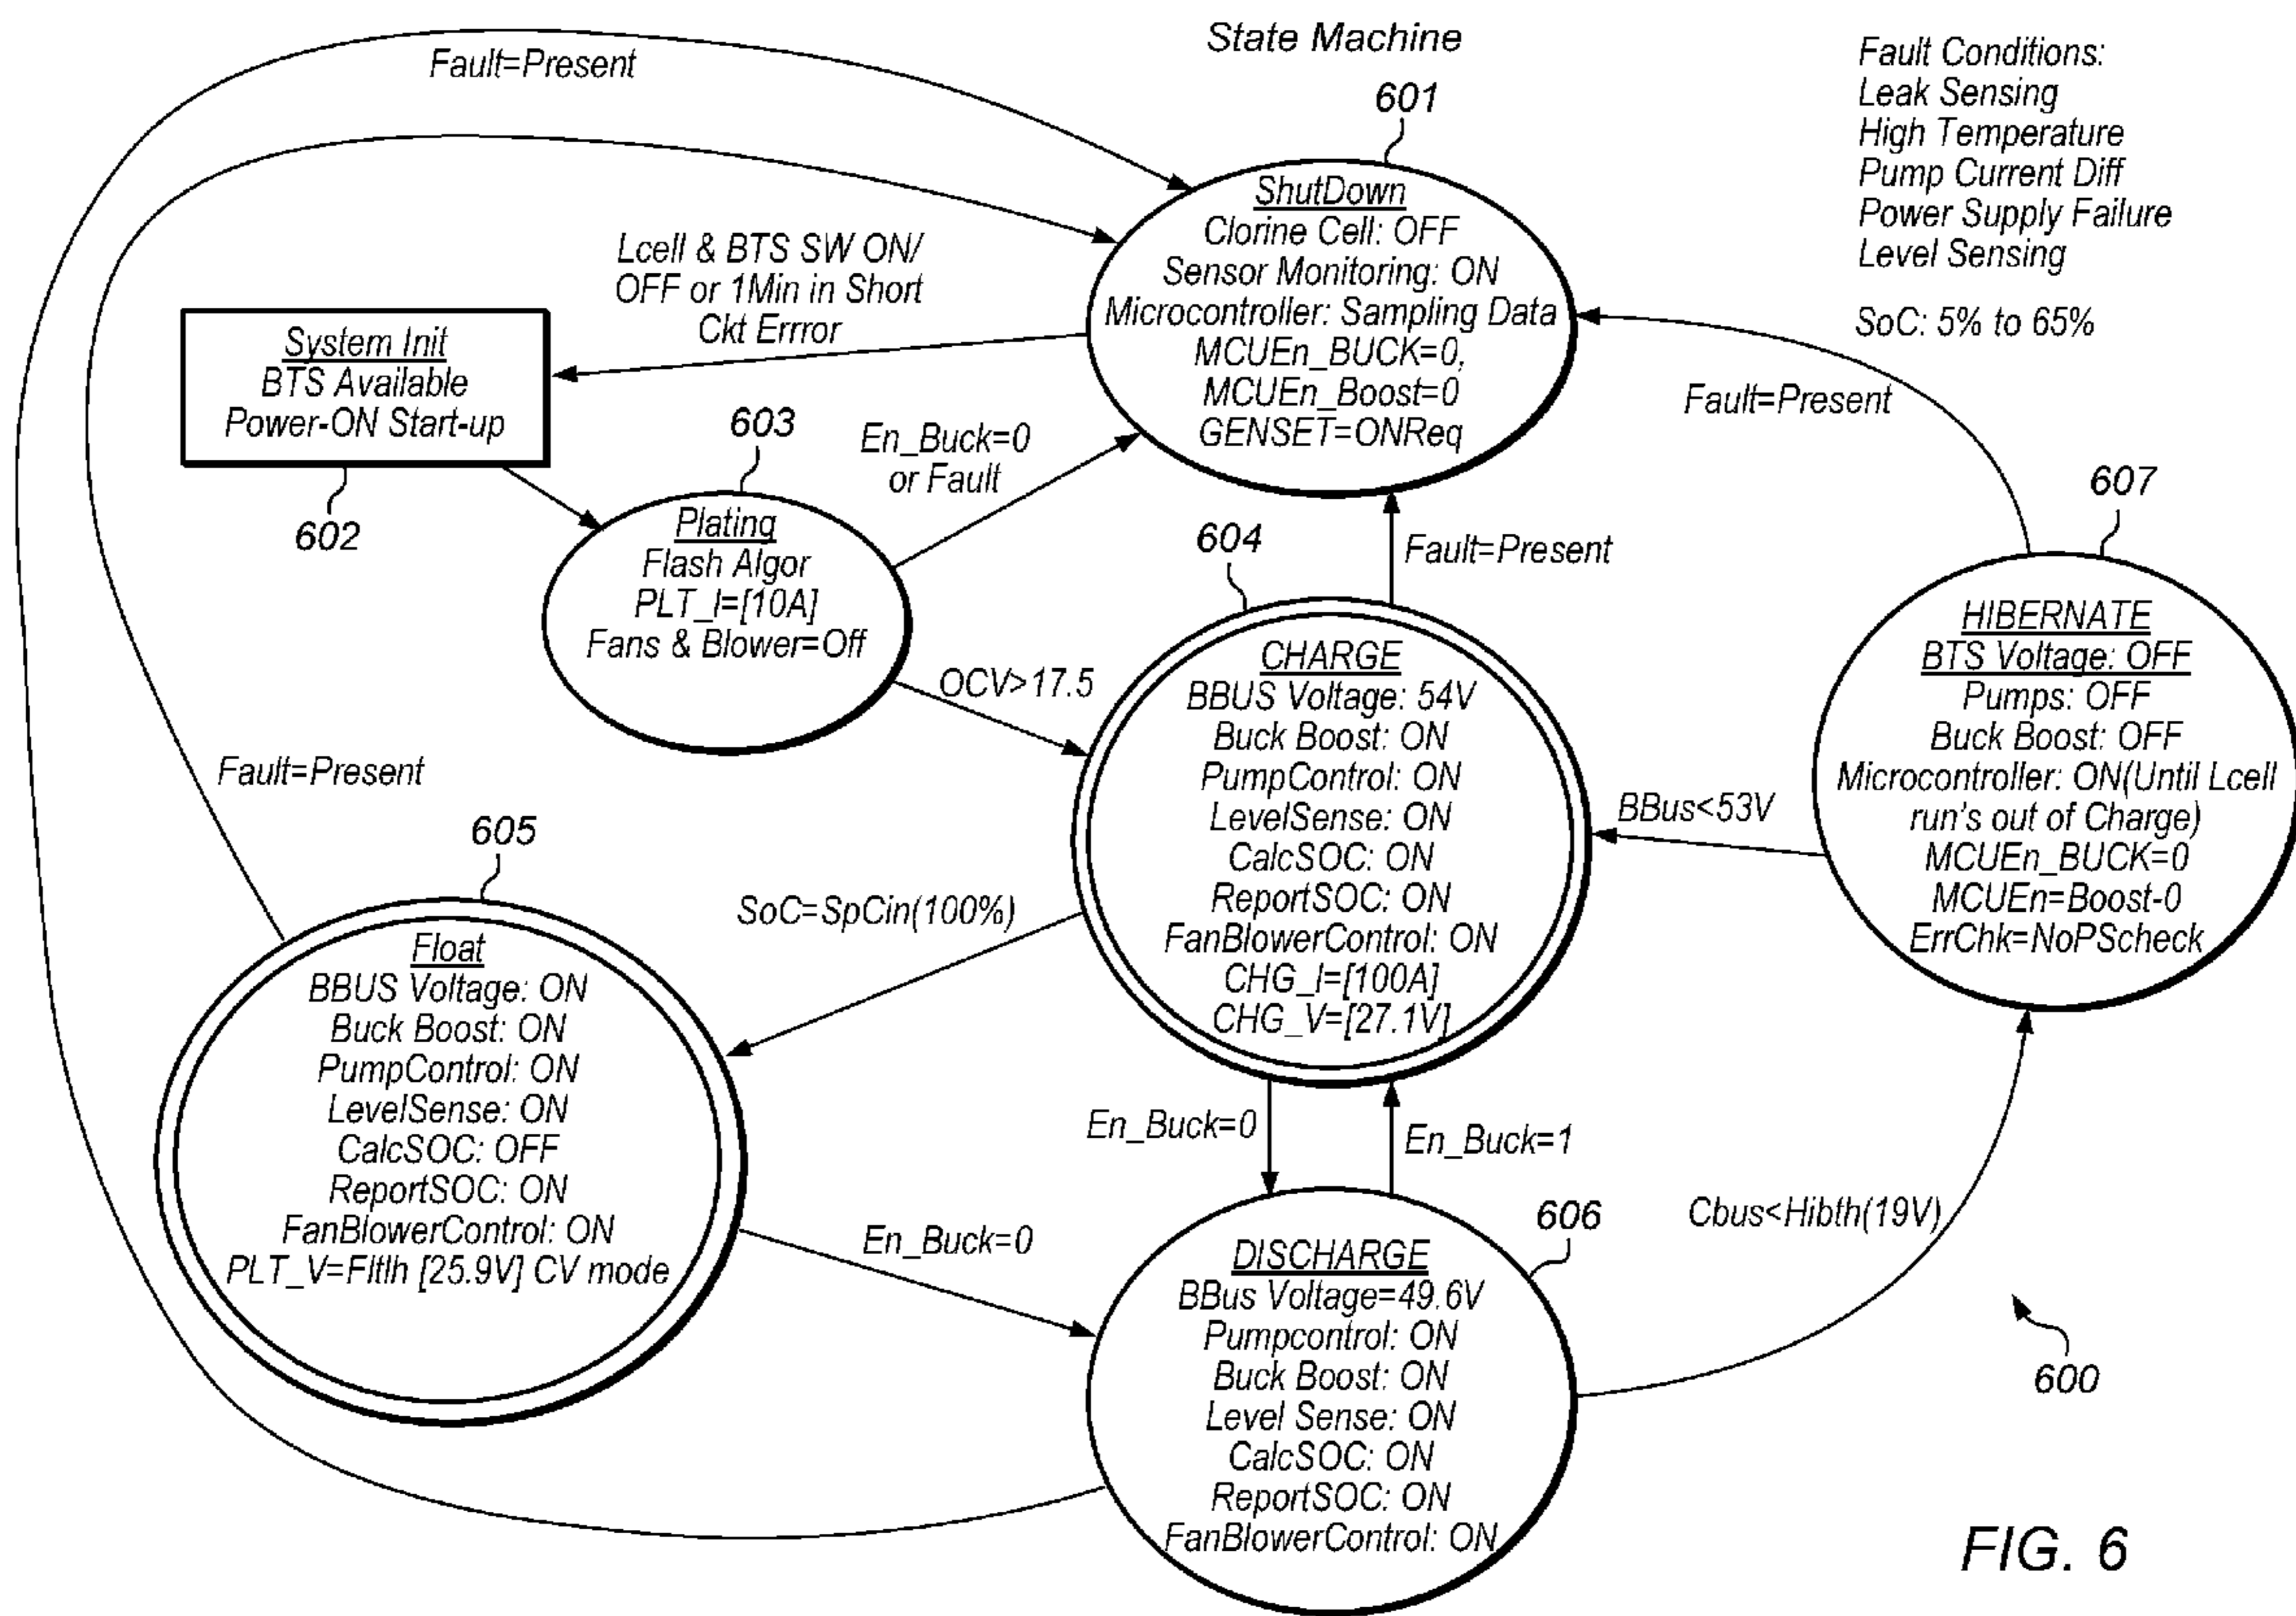 State Machine
Fault Conditions:
Leak Sensing
High Temperature
Pump Current Diff
Power Supply Failure
Level Sensing
SoC: 5% to 65%
Fault=Present
601
ShutDown
Clorine Cell: OFF
Sensor Monitoring: ON
Microcontroller: Sampling Data
MCUEn_BUCK=0,
MCUEn_Boost=0
GENSET=ONReq
Lcell & BTS SW ON/
OFF or 1Min in Short
Ckt Errror
System Init
BTS Available
Power-ON Start-up
602
603
Plating
Flash Algor
PLT_I=[10A]
Fans & Blower=Off
En_Buck=0
or Fault
OCV>17.5
Fault=Present
Fault=Present
604
CHARGE
BBUS Voltage: 54V
Buck Boost: ON
PumpControl: ON
LevelSense: ON
CalcSOC: ON
ReportSOC: ON
FanBlowerControl: ON
CHG_I=[100A]
CHG_V=[27.1V]
607
HIBERNATE
BTS Voltage: OFF
Pumps: OFF
Buck Boost: OFF
Microcontroller: ON(Until Lcell
run's out of Charge)
MCUEn_BUCK=0
MCUEn=Boost-0
ErrChk=NoPScheck
BBus<53V
Fault=Present
605
Float
BBUS Voltage: ON
Buck Boost: ON
PumpControl: ON
LevelSense: ON
CalcSOC: OFF
ReportSOC: ON
FanBlowerControl: ON
PLT_V=Fltlh [25.9V] CV mode
SoC=SpCin(100%)
En_Buck=0
En_Buck=1
En_Buck=0
606
DISCHARGE
BBus Voltage=49.6V
Pumpcontrol: ON
Buck Boost: ON
Level Sense: ON
CalcSOC: ON
ReportSOC: ON
FanBlowerControl: ON
Cbus<Hibth(19V)
600
FIG. 6